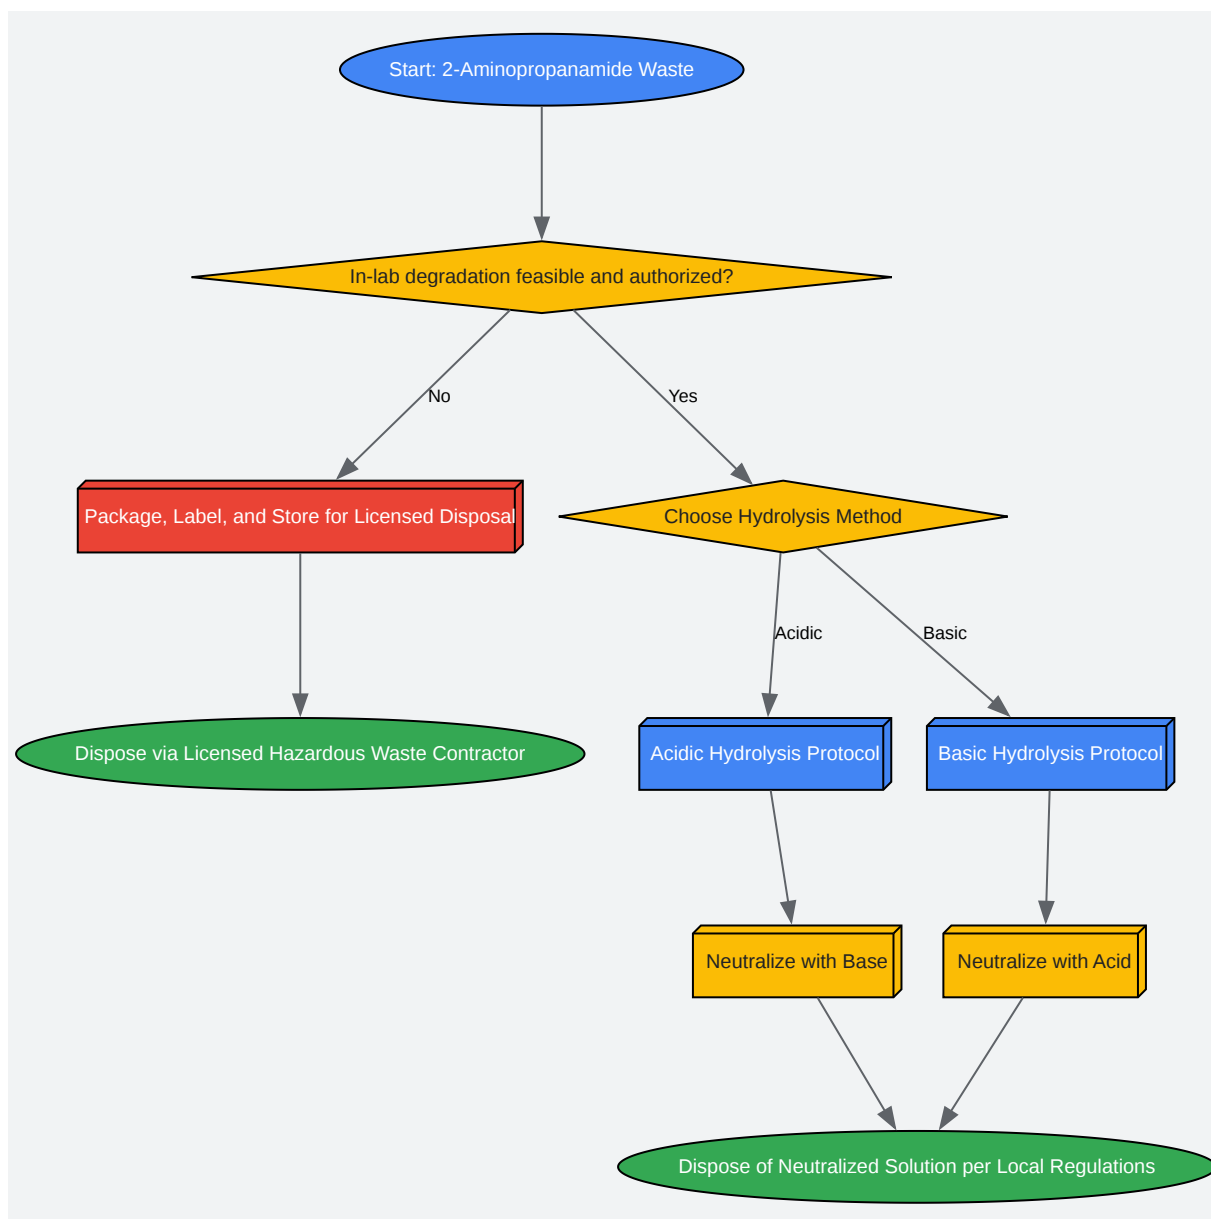 Start: 2-Aminopropanamide Waste
In-lab degradation feasible and authorized?
No
Yes
Package, Label, and Store for Licensed Disposal
Choose Hydrolysis Method
Acidic
Basic
Dispose via Licensed Hazardous Waste Contractor
Acidic Hydrolysis Protocol
Basic Hydrolysis Protocol
Neutralize with Base
Neutralize with Acid
Dispose of Neutralized Solution per Local Regulations